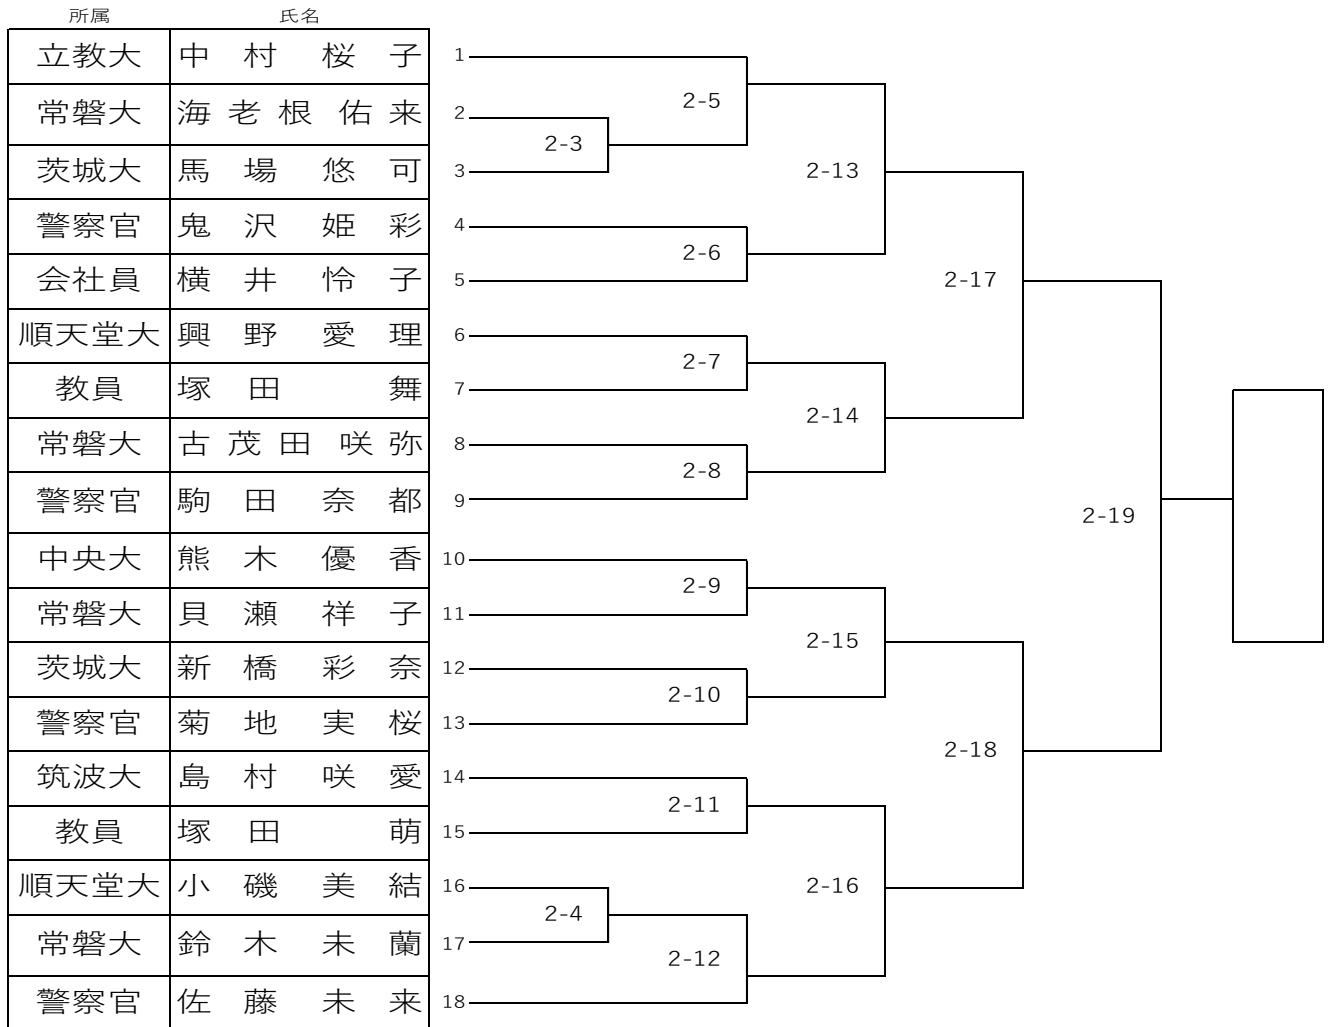 所属 氏名
立教大 中村 桜子 1
常磐大 海老根 佑来 2
茨城大 馬場 悠可 3
警察官 鬼沢 姫彩 4
会社員 横井 怜子 5
順天堂大 興野 愛理 6
教員 塚田 舞 7
常磐大 古茂田 咲弥 8
警察官 駒田 奈都 9
中央大 熊木 優香 10
常磐大 貝瀬 祥子 11
茨城大 新橋 彩奈 12
警察官 菊地 実桜 13
筑波大 島村 咲愛 14
教員 塚田 萌 15
順天堂大 小磯 美結 16
常磐大 鈴木 未蘭 17
警察官 佐藤 未来 18
2-3
2-4
2-5
2-6
2-7
2-8
2-9
2-10
2-11
2-12
2-13
2-14
2-15
2-16
2-17
2-18
2-19